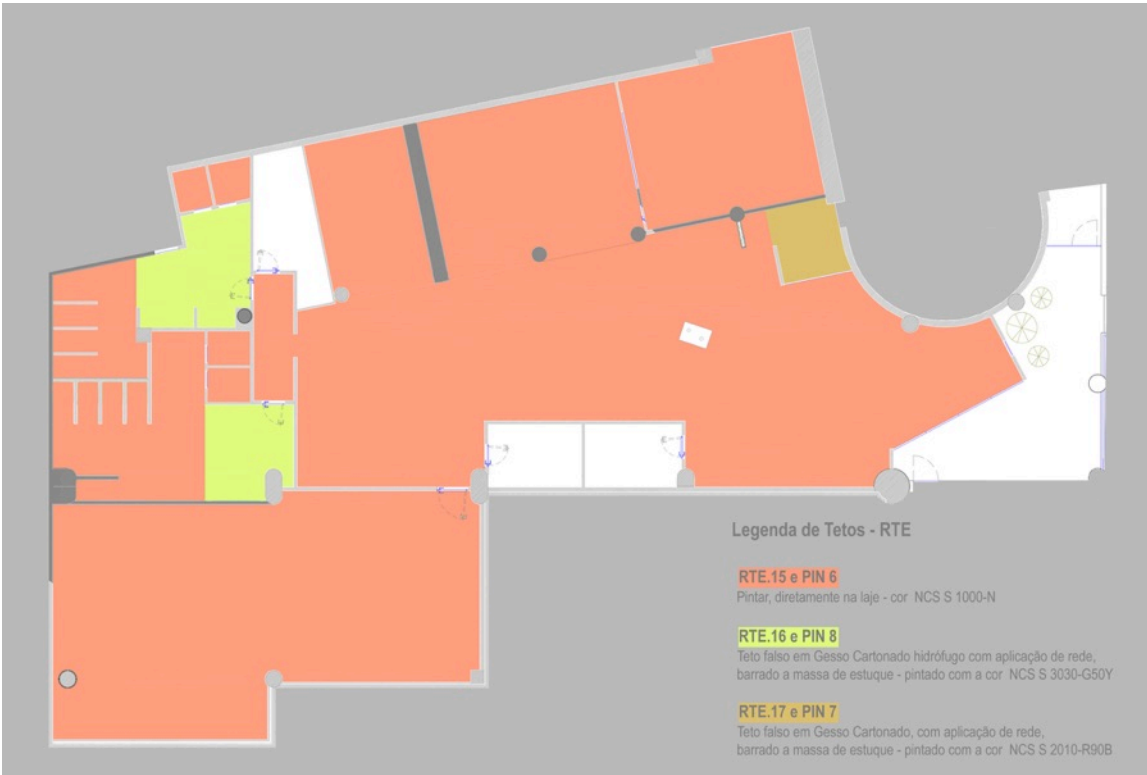 Legenda de Tetos - RTE
RTE.15 e PIN 6
Pintar, diretamente na laje - cor NCS S 1000-N
RTE.16 e PIN 8
Teto falso em Gesso Cartonado hidrófugo com aplicação de rede,
barrado a massa de estuque - pintado com a cor NCS S 3030-G50Y
RTE.17 e PIN 7
Teto falso em Gesso Cartonado, com aplicação de rede,
barrado a massa de estuque - pintado com a cor NCS S 2010-R90B